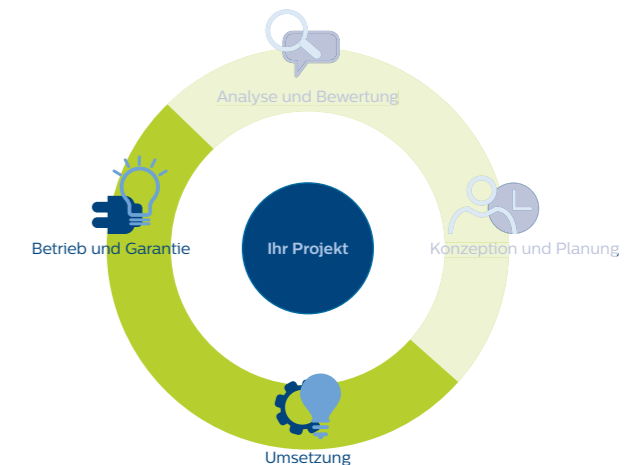 Analyse und Bewertung
Betrieb und Garantie
Ihr Projekt
Konzeption und Planung
Umsetzung